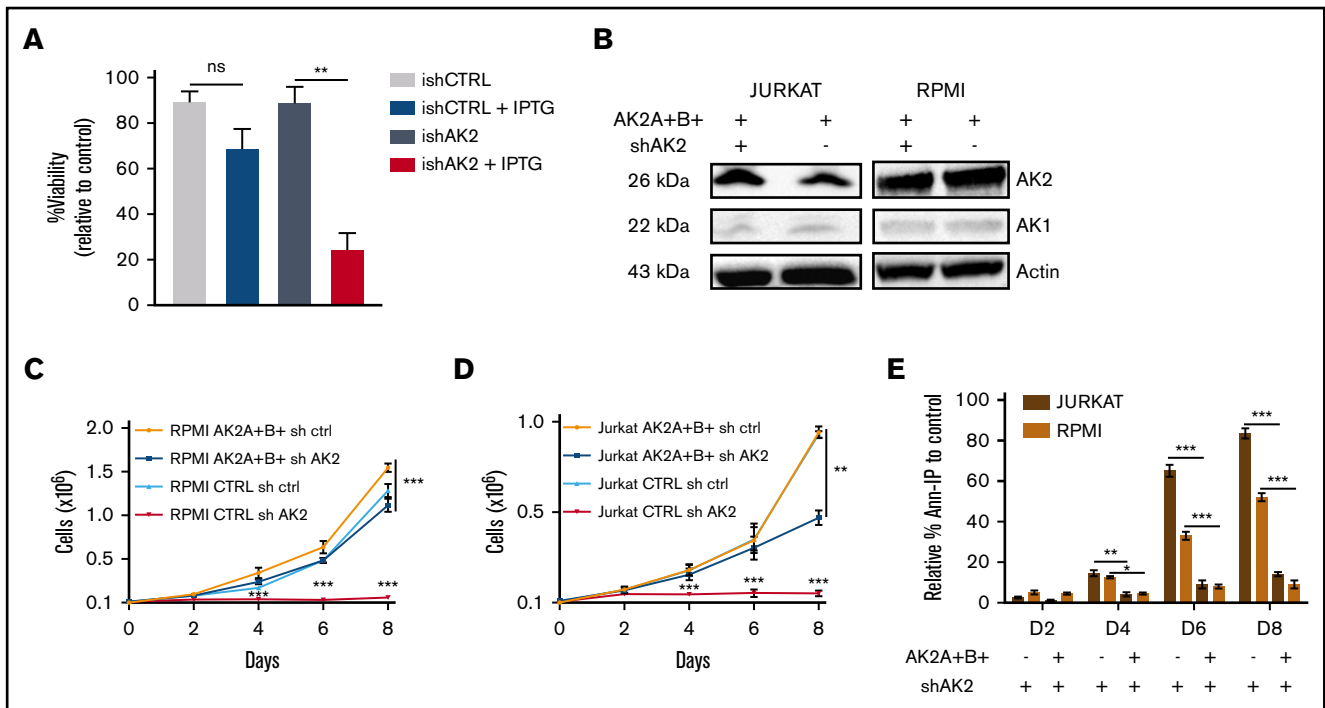 A
%Viability
(relative to control)
100
80
60
40
20
0
ns
**
ishCTRL
ishCTRL + IPTG
ishAK2
ishAK2 + IPTG
B
JURKAT RPMI
AK2A+B+ + + + +
shAK2 + - + -
26 kDa AK2
22 kDa AK1
43 kDa Actin
C
Cells (x10⁶)
2.0
1.5
1.0
0.5
0.1
RPMI AK2A+B+ sh ctrl
RPMI AK2A+B+ sh AK2
RPMI CTRL sh ctrl
RPMI CTRL sh AK2
***
*** *** ***
0 2 4 6 8
Days
D
Cells (x10⁶)
1.0
0.5
0.1
Jurkat AK2A+B+ sh ctrl
Jurkat AK2A+B+ sh AK2
Jurkat CTRL sh ctrl
Jurkat CTRL sh AK2
**
*** *** ***
0 2 4 6 8
Days
E
Relative % Ann-IP to control
100
80
60
40
20
0
JURKAT
RPMI
** * *** *** *** ***
D2 D4 D6 D8
AK2A+B+ - + - + - + - +
shAK2 + + + + + + + +